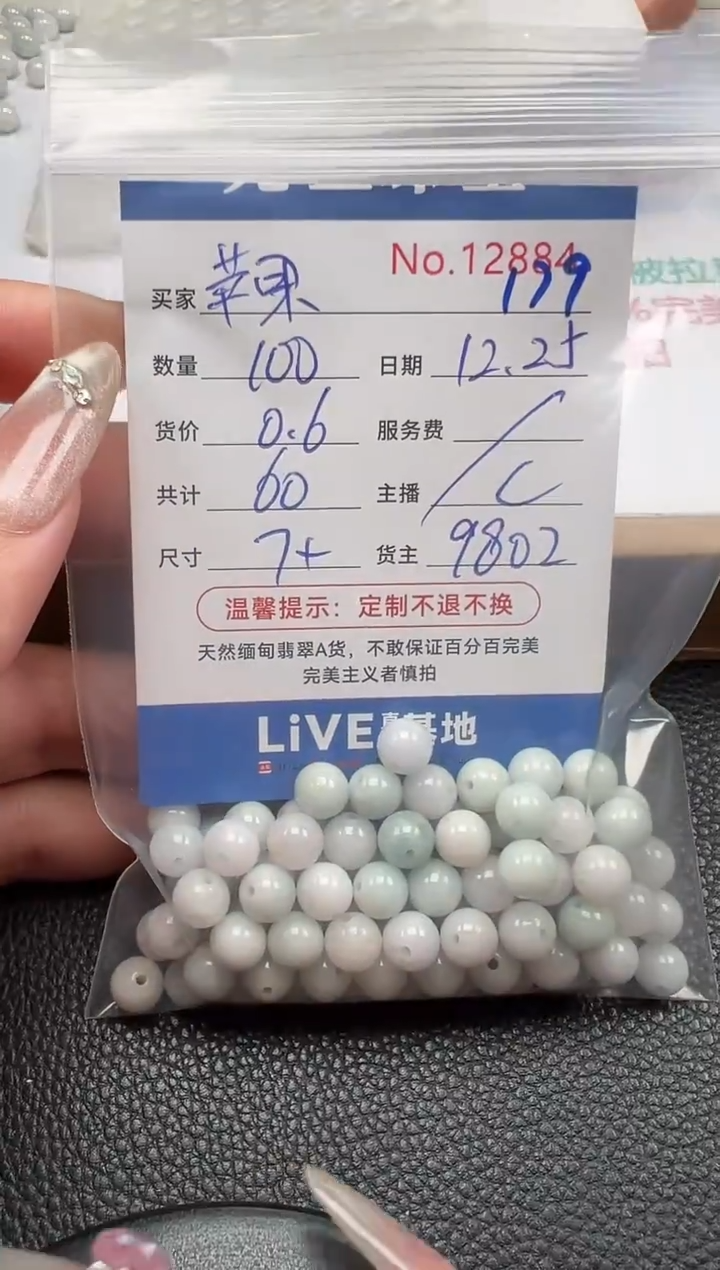 No.12884
买家 苹果 199
数量 100 日期 12.25
货价 0.6 服务费 /
共计 60 主播 C
尺寸 7+ 货主 9802
温馨提示：定制不退不换
天然缅甸翡翠A货，不敢保证百分百完美
完美主义者慎拍
LiVE 基地